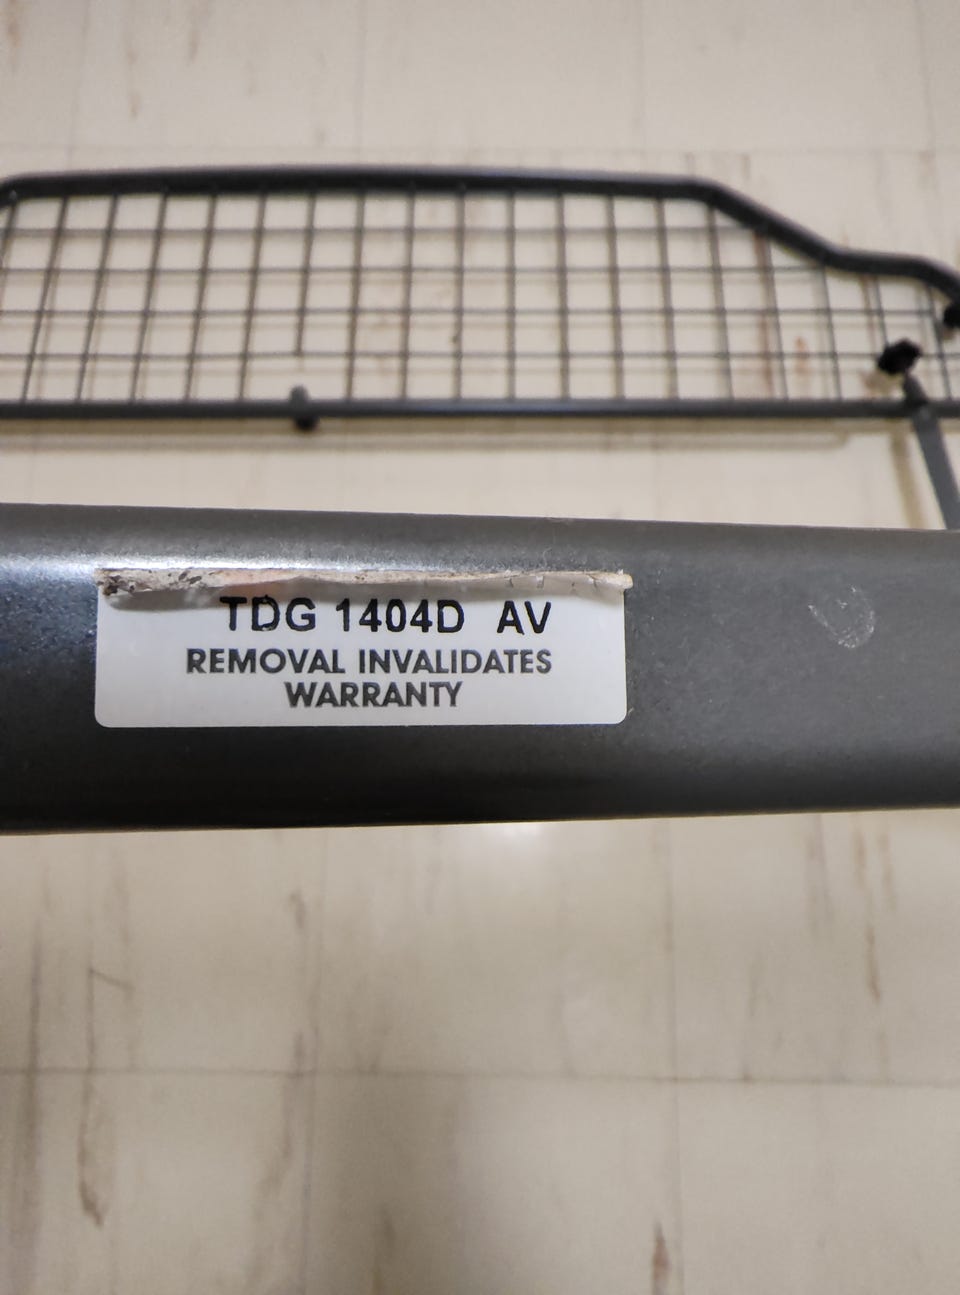 TDG 1404D AV
REMOVAL INVALIDATES
WARRANTY